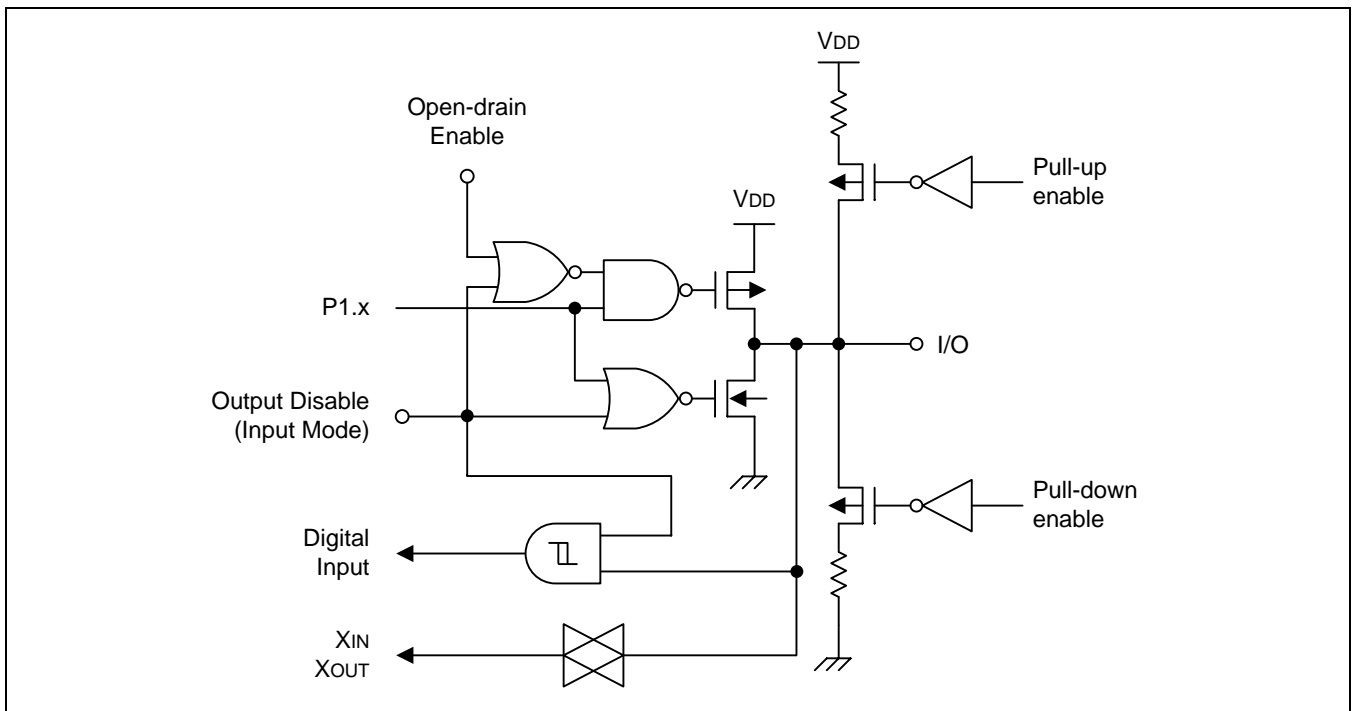 VDD
Open-drain
Enable
Pull-up
enable
VDD
P1.x
I/O
Output Disable
(Input Mode)
Pull-down
enable
Digital
Input
XIN
XOUT